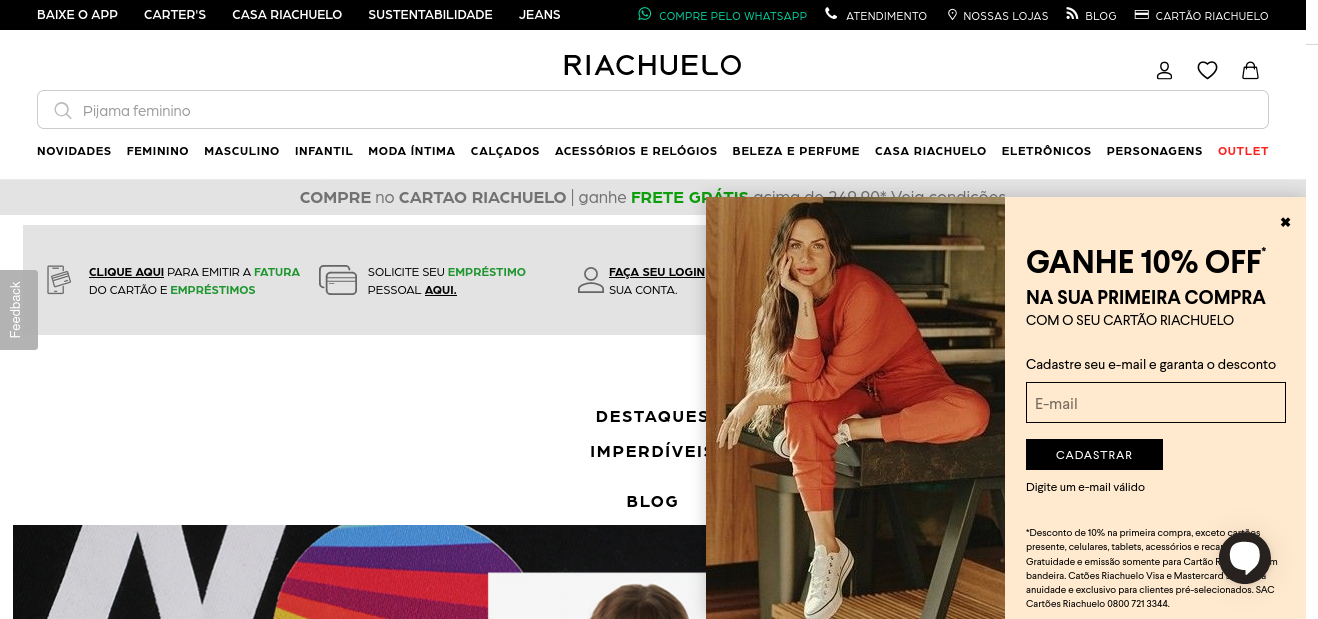 BAIXE O APP CARTER'S CASA RIACHUELO SUSTENTABILIDADE JEANS COMPRE PELO WHATSAPP ATENDIMENTO NOSSAS LOJAS BLOG CARTÃO RIACHUELO
RIACHUELO
Pijama feminino
NOVIDADES FEMININO MASCULINO INFANTIL MODA ÍNTIMA CALÇADOS ACESSÓRIOS E RELÓGIOS BELEZA E PERFUME CASA RIACHUELO ELETRÔNICOS PERSONAGENS OUTLET
COMPRE no CARTAO RIACHUELO | ganhe FRETE GRÁTIS acima de 249,90* Veja condições
CLIQUE AQUI PARA EMITIR A FATURA
DO CARTÃO E EMPRÉSTIMOS
SOLICITE SEU EMPRÉSTIMO
PESSOAL AQUI.
FAÇA SEU LOGIN
SUA CONTA.
Feedback
DESTAQUES
IMPERDÍVEIS
BLOG
GANHE 10% OFF*
NA SUA PRIMEIRA COMPRA
COM O SEU CARTÃO RIACHUELO
Cadastre seu e-mail e garanta o desconto
E-mail
CADASTRAR
Digite um e-mail válido
*Desconto de 10% na primeira compra, exceto cartões
presente, celulares, tablets, acessórios e
Gratuidade e emissão somente para Cartão
bandeira. Catões Riachuelo Visa e Mastercard
anuidade e exclusivo para clientes pré-selecionados. SAC
Cartões Riachuelo 0800 721 3344.